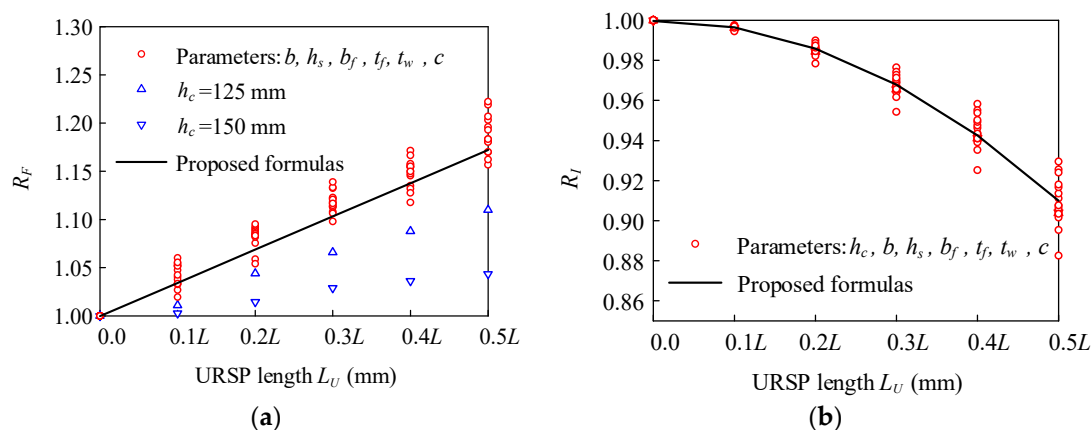 1.30
1.25
1.20
1.15
1.10
1.05
1.00
R_F
Parameters: b, h_s , b_f , t_f, t_w , c
h_c =125 mm
h_c =150 mm
Proposed formulas
0.0 0.1L 0.2L 0.3L 0.4L 0.5L
URSP length L_U (mm)
(a)
1.00
0.98
0.96
0.94
0.92
0.90
0.88
0.86
R_I
Parameters: h_c, b, h_s , b_f , t_f, t_w , c
Proposed formulas
0.0 0.1L 0.2L 0.3L 0.4L 0.5L
URSP length L_U (mm)
(b)